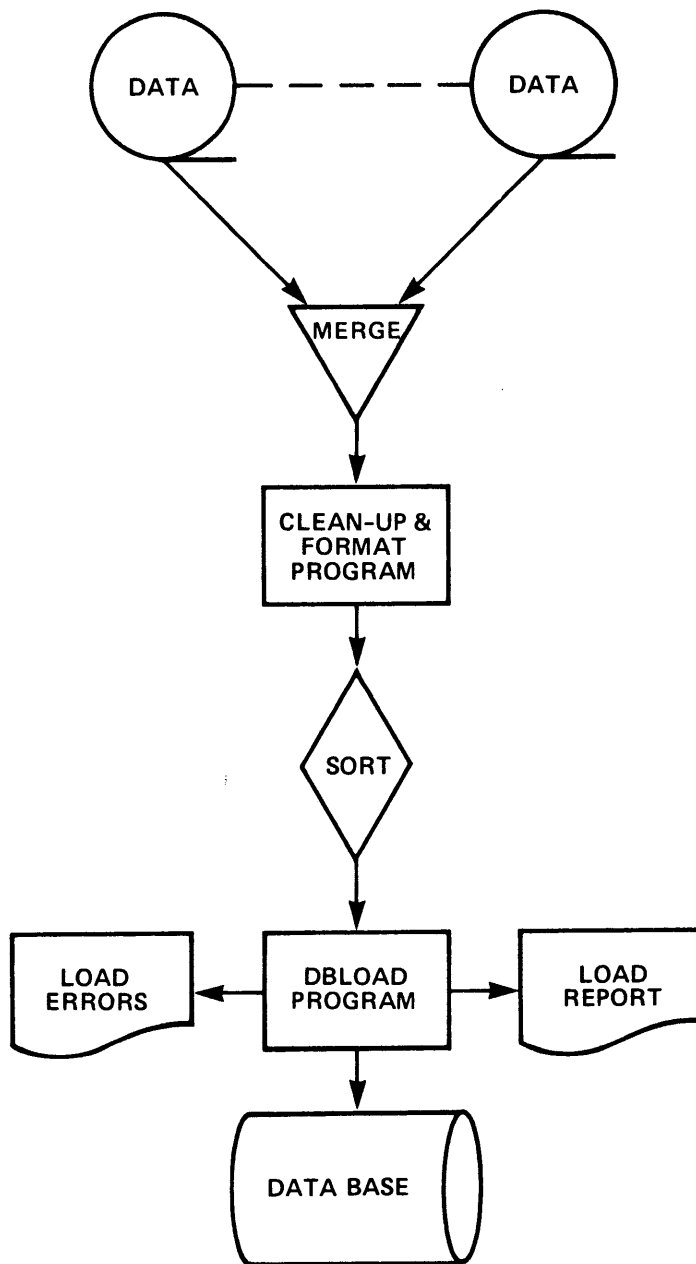 DATA
DATA
MERGE
CLEAN-UP &
FORMAT
PROGRAM
SORT
LOAD
ERRORS
DBLOAD
PROGRAM
LOAD
REPORT
DATA BASE